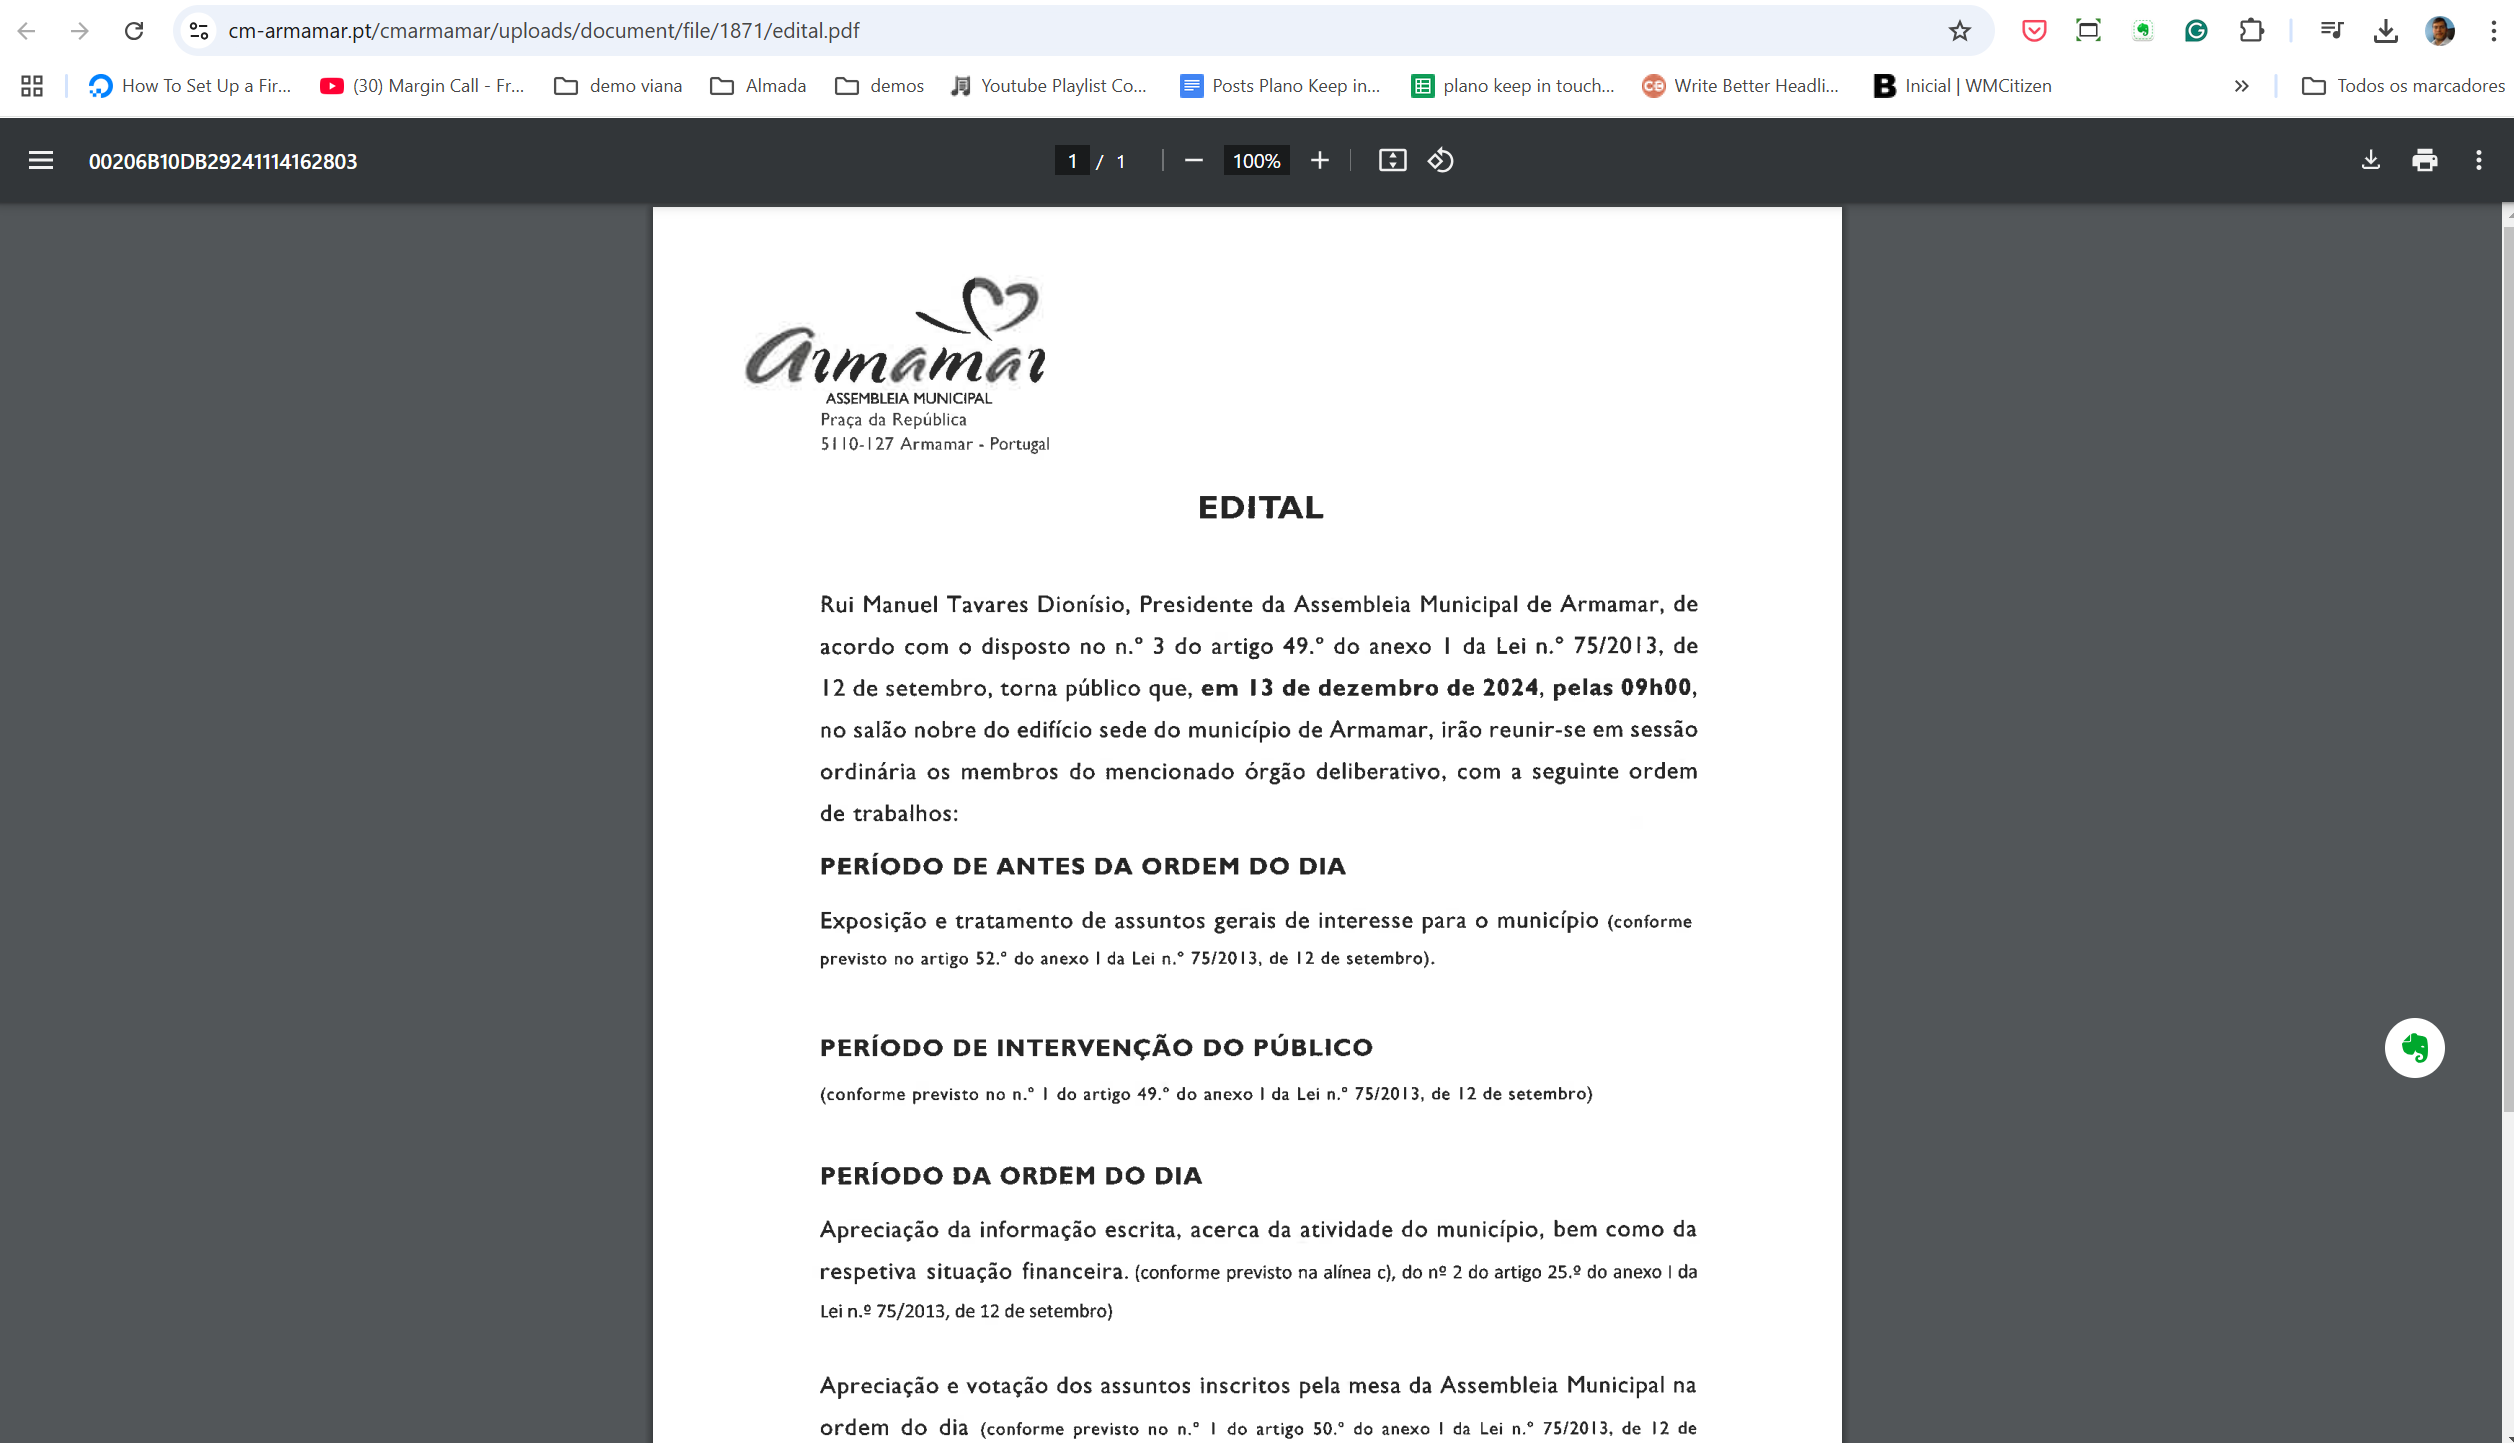 cm-armamar.pt/cmarmamar/uploads/document/file/1871/edital.pdf
How To Set Up a Fir...
(30) Margin Call - Fr...
demo viana
Almada
demos
Youtube Playlist Co...
Posts Plano Keep in...
plano keep in touch...
Write Better Headli...
Inicial | WMCitizen
Todos os marcadores
00206B10DB29241114162803
1 / 1
100%
Armamar
ASSEMBLEIA MUNICIPAL
Praça da República
5110-127 Armamar - Portugal
EDITAL
Rui Manuel Tavares Dionísio, Presidente da Assembleia Municipal de Armamar, de
acordo com o disposto no n.º 3 do artigo 49.º do anexo I da Lei n.º 75/2013, de
12 de setembro, torna público que, em 13 de dezembro de 2024, pelas 09h00,
no salão nobre do edifício sede do município de Armamar, irão reunir-se em sessão
ordinária os membros do mencionado órgão deliberativo, com a seguinte ordem
de trabalhos:
PERÍODO DE ANTES DA ORDEM DO DIA
Exposição e tratamento de assuntos gerais de interesse para o município (conforme
previsto no artigo 52.º do anexo I da Lei n.º 75/2013, de 12 de setembro).
PERÍODO DE INTERVENÇÃO DO PÚBLICO
(conforme previsto no n.º 1 do artigo 49.º do anexo I da Lei n.º 75/2013, de 12 de setembro)
PERÍODO DA ORDEM DO DIA
Apreciação da informação escrita, acerca da atividade do município, bem como da
respetiva situação financeira. (conforme previsto na alínea c), do nº 2 do artigo 25.º do anexo I da
Lei n.º 75/2013, de 12 de setembro)
Apreciação e votação dos assuntos inscritos pela mesa da Assembleia Municipal na
ordem do dia (conforme previsto no n.º 1 do artigo 50.º do anexo I da Lei n.º 75/2013, de 12 de